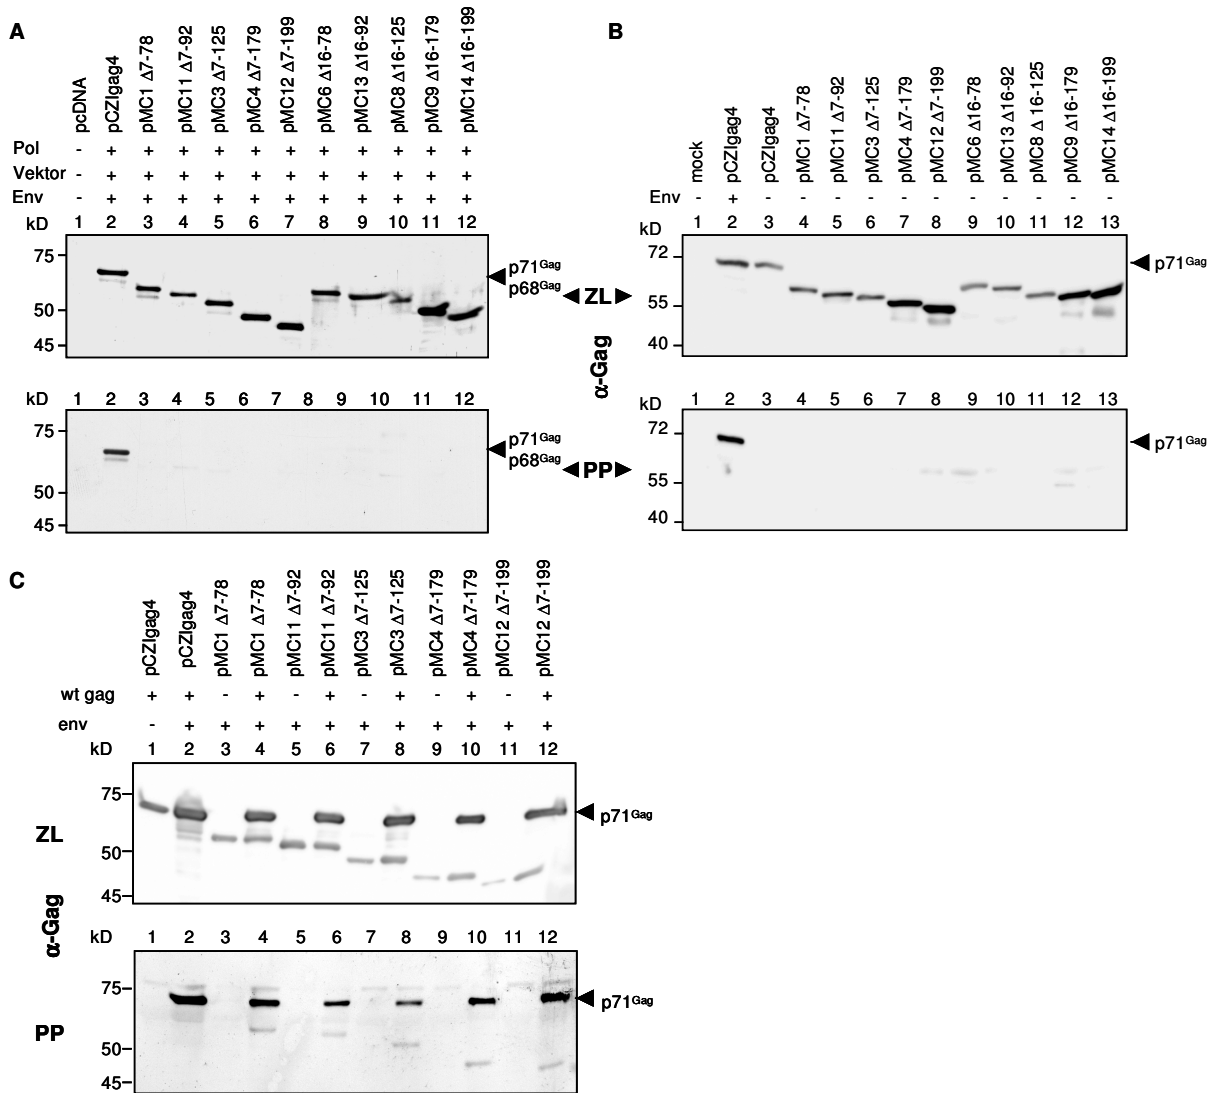 A
pcDNA
pCZIgag4
pMC1 Δ7-78
pMC11 Δ7-92
pMC3 Δ7-125
pMC4 Δ7-179
pMC12 Δ7-199
pMC6 Δ16-78
pMC13 Δ16-92
pMC8 Δ16-125
pMC9 Δ16-179
pMC14 Δ16-199
Pol - + + + + + + + + + + +
Vektor - + + + + + + + + + + +
Env - + + + + + + + + + + +
kD 1 2 3 4 5 6 7 8 9 10 11 12
75
50
45
p71Gag
p68Gag
ZL
kD 1 2 3 4 5 6 7 8 9 10 11 12
75
50
45
p71Gag
p68Gag
PP
α-Gag
B
mock
pCZIgag4
pCZIgag4
pMC1 Δ7-78
pMC11 Δ7-92
pMC3 Δ7-125
pMC4 Δ7-179
pMC12 Δ7-199
pMC6 Δ16-78
pMC13 Δ16-92
pMC8 Δ 16-125
pMC9 Δ16-179
pMC14 Δ16-199
Env - + - - - - - - - - - - -
kD 1 2 3 4 5 6 7 8 9 10 11 12 13
72
55
40
p71Gag
kD 1 2 3 4 5 6 7 8 9 10 11 12 13
72
55
40
p71Gag
C
pCZIgag4
pCZIgag4
pMC1 Δ7-78
pMC1 Δ7-78
pMC11 Δ7-92
pMC11 Δ7-92
pMC3 Δ7-125
pMC3 Δ7-125
pMC4 Δ7-179
pMC4 Δ7-179
pMC12 Δ7-199
pMC12 Δ7-199
wt gag + + - + - + - + - + - +
env - + + + + + + + + + + +
kD 1 2 3 4 5 6 7 8 9 10 11 12
75
50
45
p71Gag
ZL
α-Gag
kD 1 2 3 4 5 6 7 8 9 10 11 12
75
50
45
p71Gag
PP